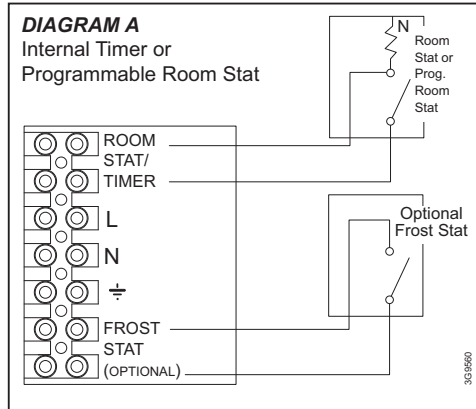 DIAGRAM A
Internal Timer or
Programmable Room Stat
N
Room
Stat or
Prog.
Room
Stat
ROOM
STAT/
TIMER
L
N
FROST
STAT
(OPTIONAL)
Optional
Frost Stat
3G9560